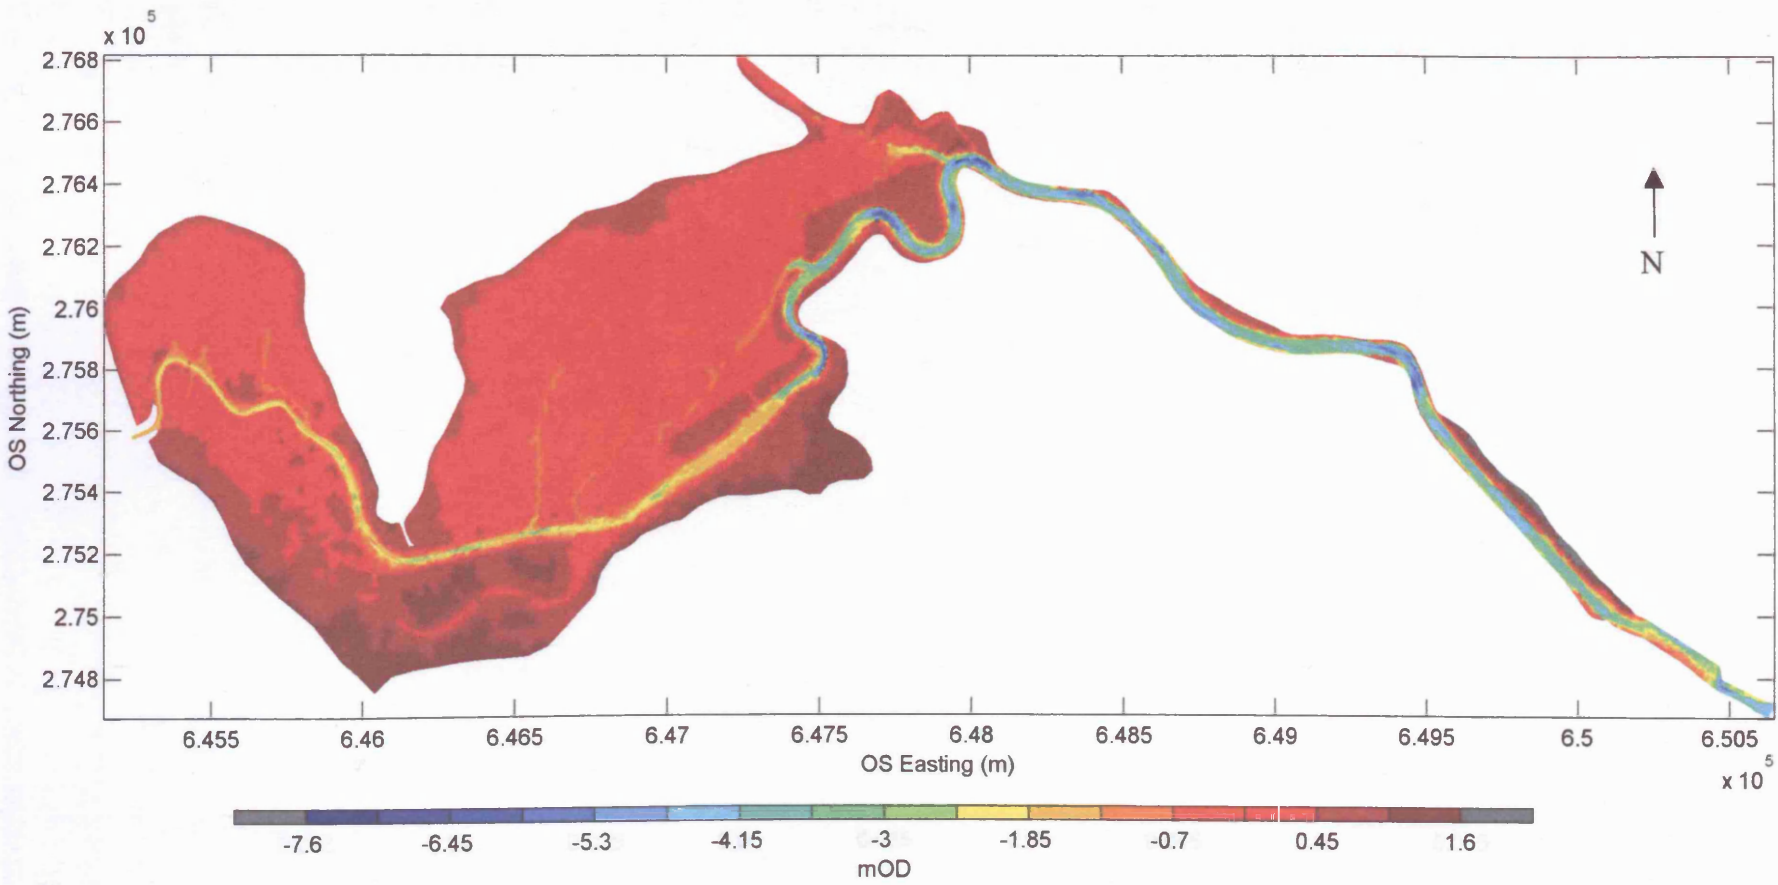 x 10 5
2.768
2.766
2.764
2.762
2.76
2.758
2.756
2.754
2.752
2.75
2.748
OS Northing (m)
N
6.455 6.46 6.465 6.47 6.475 6.48 6.485 6.49 6.495 6.5 6.505
OS Easting (m)
x 10 5
-7.6 -6.45 -5.3 -4.15 -3 -1.85 -0.7 0.45 1.6
mOD